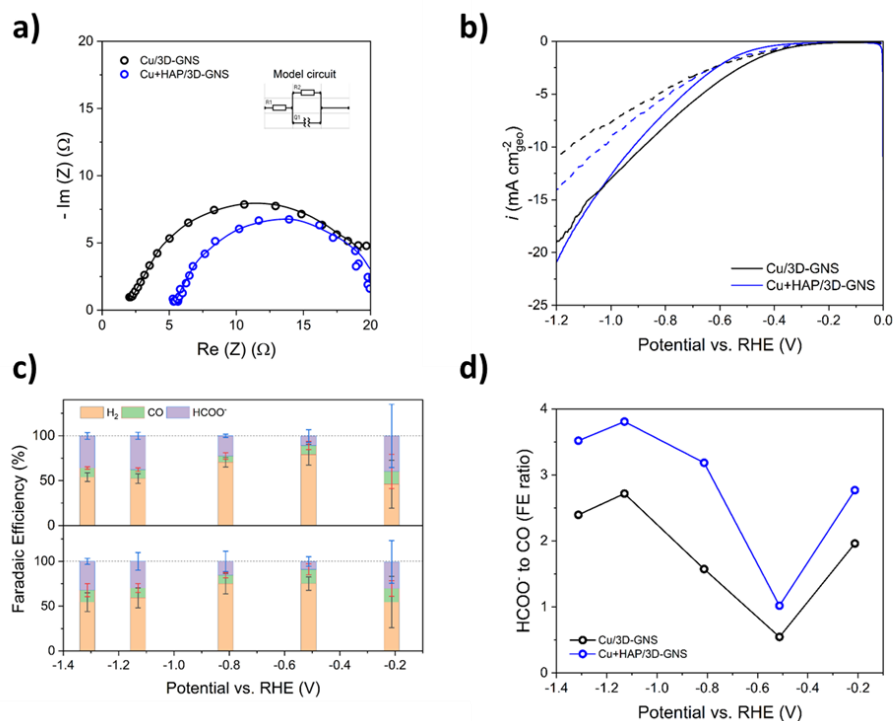 a)
Cu/3D-GNS
Cu+HAP/3D-GNS
Model circuit
R1
R2
Q1
20
15
10
5
0
- Im (Z) (Ω)
0 5 10 15 20
Re (Z) (Ω)
b)
0
-5
-10
-15
-20
-25
i (mA cm⁻²geo)
Cu/3D-GNS
Cu+HAP/3D-GNS
-1.2 -1.0 -0.8 -0.6 -0.4 -0.2 0.0
Potential vs. RHE (V)
c)
H₂ CO HCOO⁻
100
50
0
100
50
0
Faradaic Efficiency (%)
-1.4 -1.2 -1.0 -0.8 -0.6 -0.4 -0.2
Potential vs. RHE (V)
d)
4
3
2
1
0
HCOO⁻ to CO (FE ratio)
Cu/3D-GNS
Cu+HAP/3D-GNS
-1.4 -1.2 -1.0 -0.8 -0.6 -0.4 -0.2
Potential vs. RHE (V)